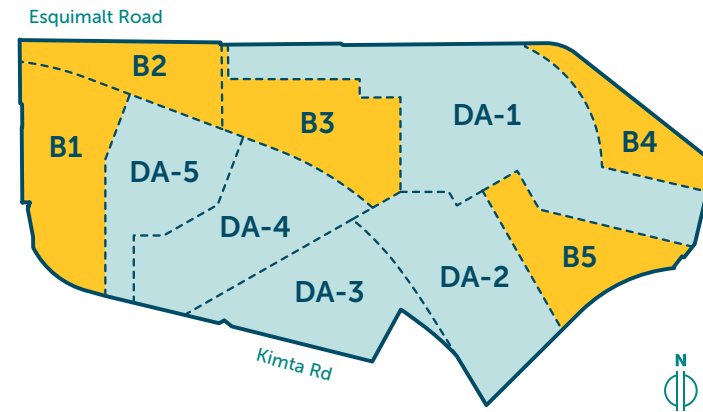 Esquimalt Road
B2
B1
B3
DA-1
B4
DA-5
DA-4
DA-2
B5
DA-3
Kimta Rd
N